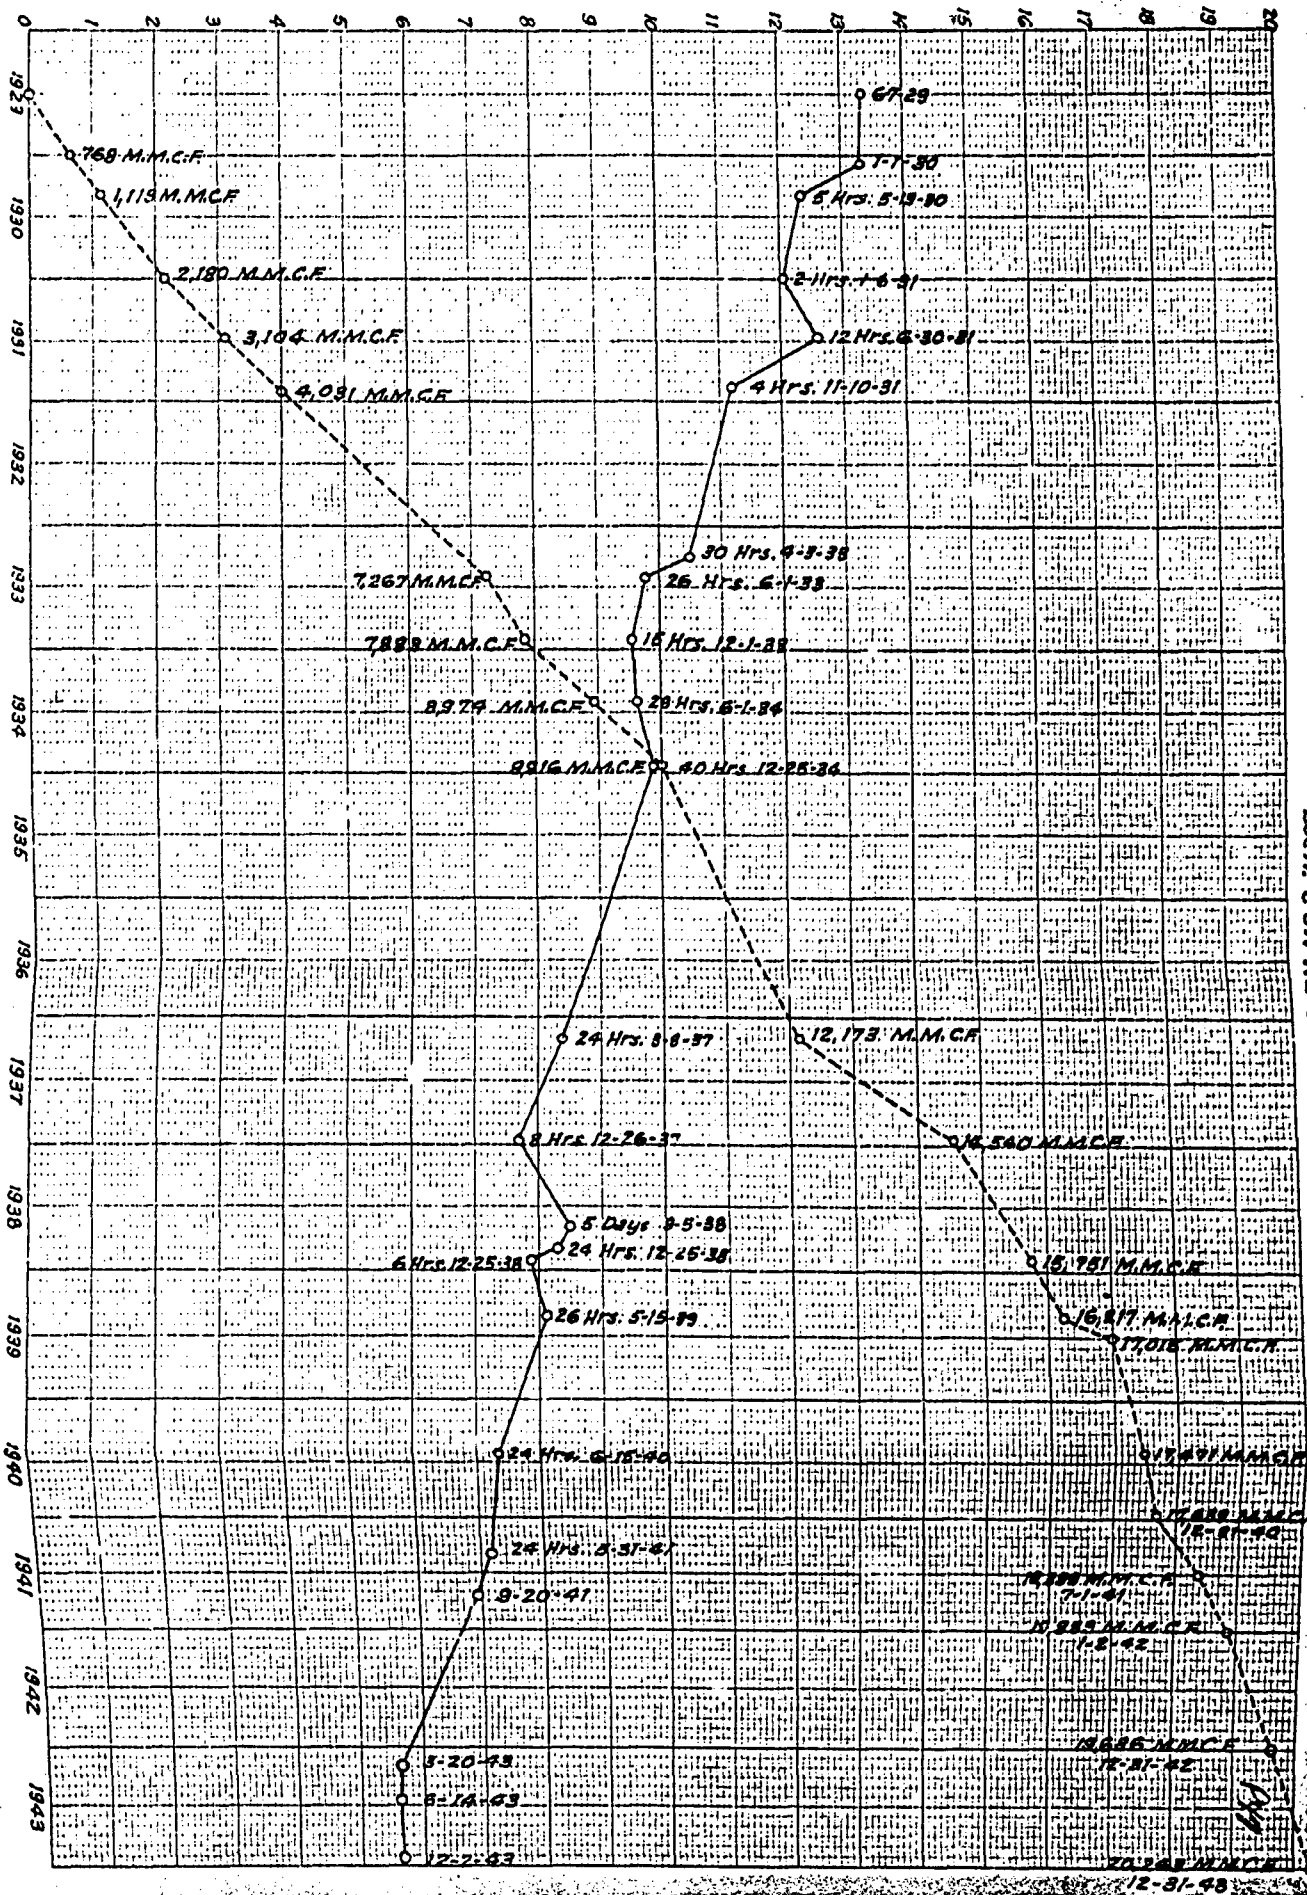 0 1 2 3 4 5 6 7 8 9 10 11 12 13 14 15 16 17 18 19 20
1929
6-7-29
768 M.M.C.F.
1-1-30
1,113 M.M.C.F.
5 Hrs. 5-13-30
1930
2,180 M.M.C.F.
2 Hrs. 1-6-31
1931
3,104 M.M.C.F.
12 Hrs. 6-30-31
4,031 M.M.C.F.
4 Hrs. 11-10-31
1932
30 Hrs. 4-3-33
7,267 M.M.C.F.
26 Hrs. 6-1-33
1933
7,888 M.M.C.F.
15 Hrs. 12-1-33
8,974 M.M.C.F.
28 Hrs. 6-1-34
1934
9,916 M.M.C.F.
40 Hrs. 12-25-34
1935
1936
24 Hrs. 3-8-37
12,173 M.M.C.F.
1937
8 Hrs. 12-26-37
14,540 M.M.C.F.
1938
5 Days 9-5-38
24 Hrs. 12-25-38
6 Hrs. 12-25-38
15,751 M.M.C.F.
26 Hrs. 5-15-39
16,217 M.M.C.F.
17,018 M.M.C.F.
1939
24 Hrs. 6-15-40
17,471 M.M.C.F.
1940
M.M.C.
12-31-40
24 Hrs. 5-31-41
M.M.C.F.
7-1-41
1941
9-20-41
M.M.C.F.
1-2-42
1942
19,686 M.M.C.F.
12-31-42
3-20-43
6-14-43
1943
12-2-43
20,248 M.M.C.F.
12-31-43